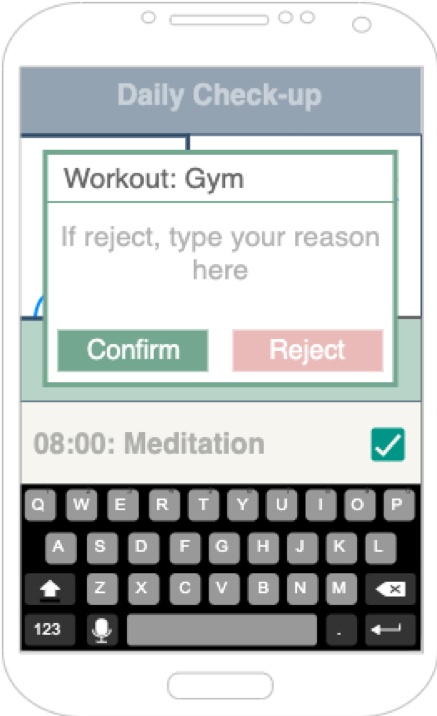 Daily Check-up
Workout: Gym
If reject, type your reason
here
Confirm Reject
08:00: Meditation
Q W E R T Y U I O P
A S D F G H J K L
Z X C V B N M
123 .